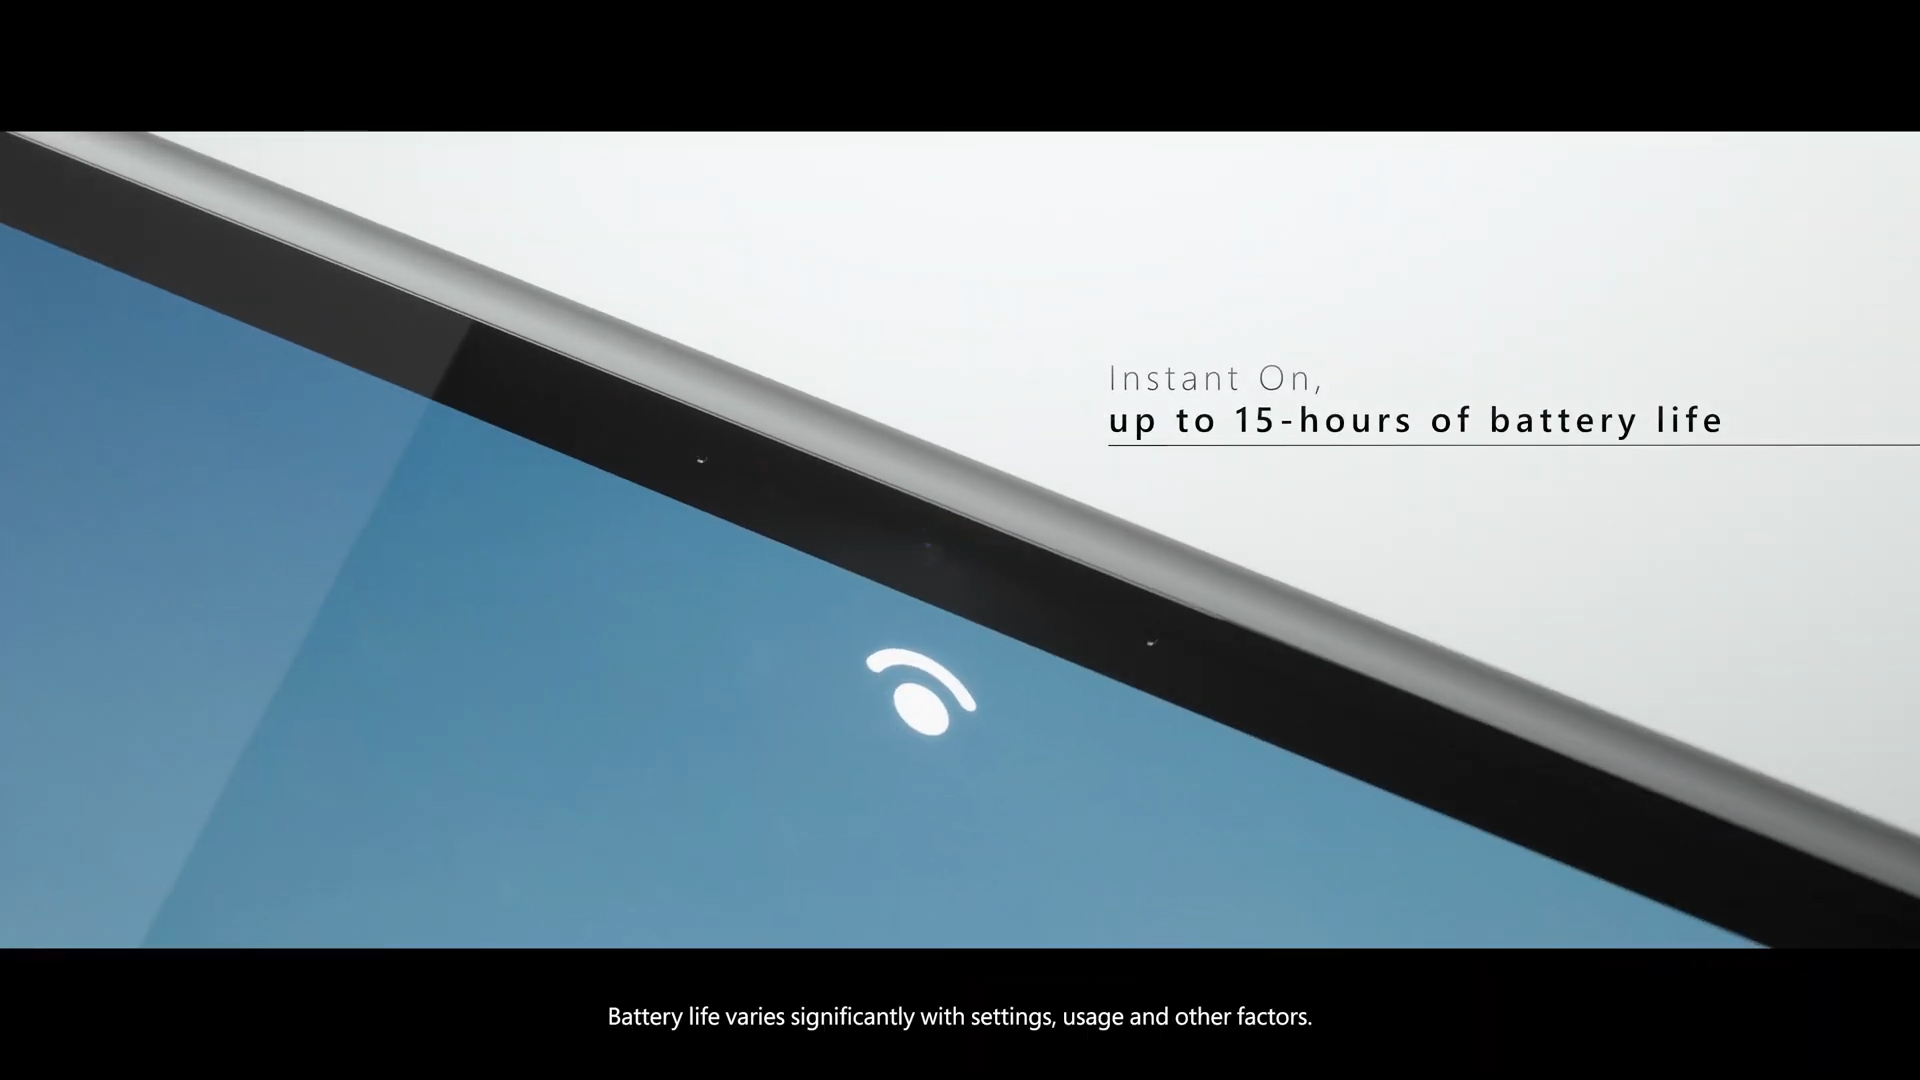 Instant On,
up to 15-hours of battery life
Battery life varies significantly with settings, usage and other factors.